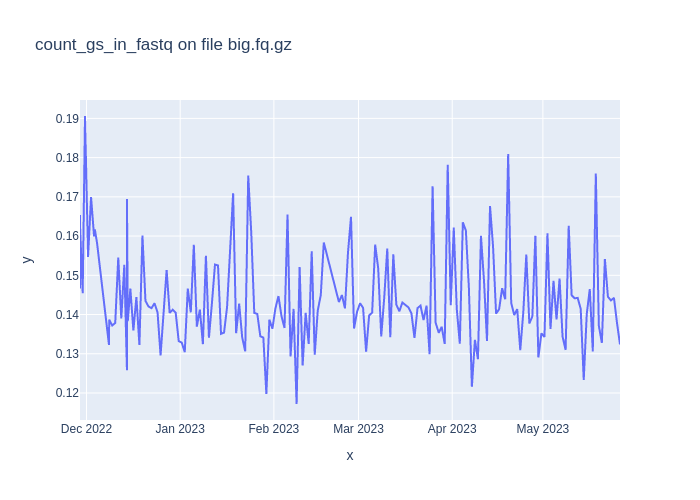 count_gs_in_fastq on file big.fq.gz
0.19
0.18
0.17
0.16
0.15
0.14
0.13
0.12
y
Dec 2022 Jan 2023 Feb 2023 Mar 2023 Apr 2023 May 2023
x